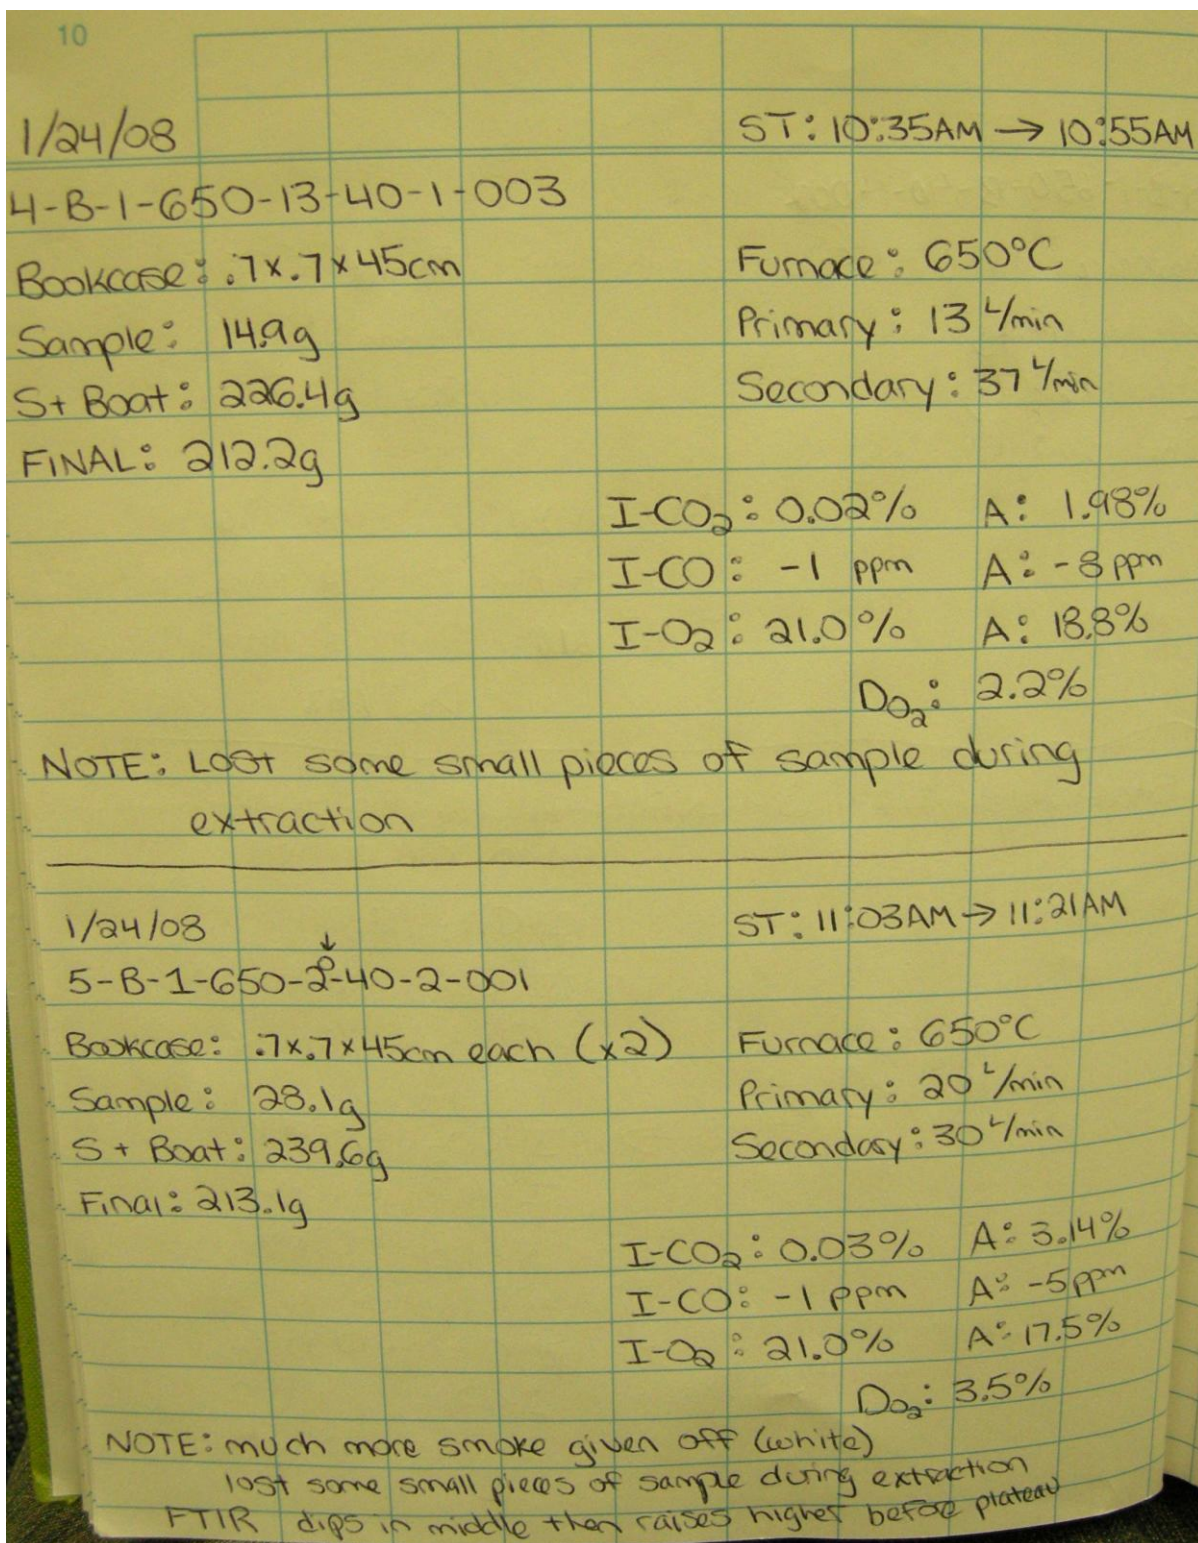 10
1/24/08 ST: 10:35AM → 10:55AM
4-B-1-650-13-40-1-003
Bookcase: .7x.7x45cm Furnace: 650°C
Sample: 14.9g Primary: 13 L/min
S+ Boat: 226.4g Secondary: 37 L/min
FINAL: 212.2g
I-CO₂: 0.02% A: 1.98%
I-CO: -1 ppm A: -8 ppm
I-O₂: 21.0% A: 18.8%
DO₂: 2.2%
NOTE: Lost some small pieces of sample during
extraction
1/24/08 ST: 11:03AM → 11:21AM
↓
5-B-1-650-2-40-2-001
Bookcase: .7x.7x45cm each (x2) Furnace: 650°C
Sample: 28.1g Primary: 20 L/min
S + Boat: 239.6g Secondary: 30 L/min
Final: 213.1g
I-CO₂: 0.03% A: 3.14%
I-CO: -1 ppm A: -5ppm
I-O₂: 21.0% A: 17.5%
DO₂: 3.5%
NOTE: much more smoke given off (white)
lost some small pieces of sample during extraction
FTIR dips in middle then raises higher before plateau